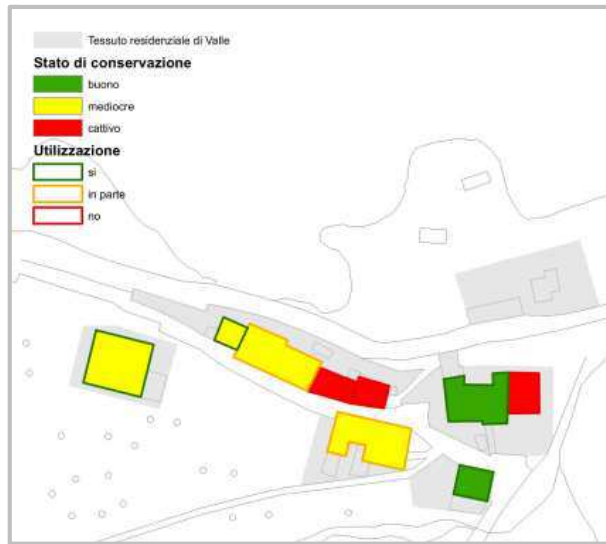 Tessuto residenziale di Valle
Stato di conservazione
buono
mediocre
cattivo
Utilizzazione
si
in parte
no